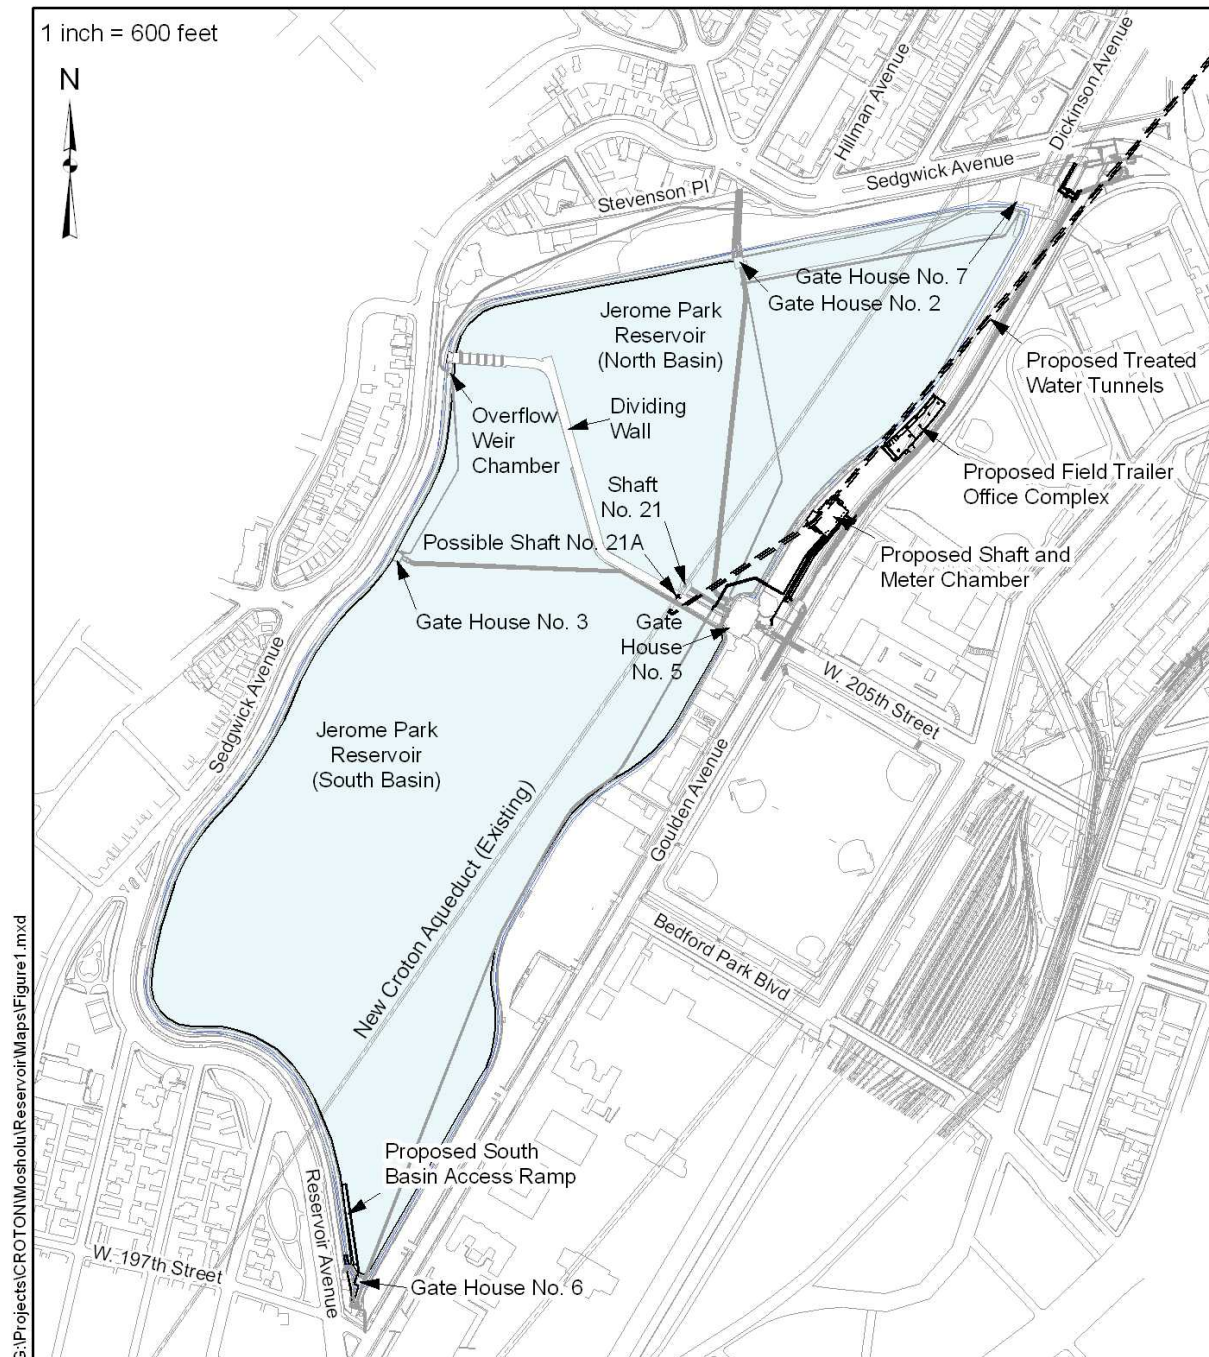 1 inch = 600 feet
N
Hillman Avenue
Dickinson Avenue
Sedgwick Avenue
Stevenson Pl
Gate House No. 7
Gate House No. 2
Jerome Park
Reservoir
(North Basin)
Proposed Treated
Water Tunnels
Overflow
Weir
Chamber
Dividing
Wall
Proposed Field Trailer
Office Complex
Shaft
No. 21
Possible Shaft No. 21A
Proposed Shaft and
Meter Chamber
Gate House No. 3
Gate
House
No. 5
W. 205th Street
Sedgwick Avenue
Jerome Park
Reservoir
(South Basin)
Goulden Avenue
New Croton Aqueduct (Existing)
Bedford Park Blvd
Proposed South
Basin Access Ramp
Reservoir Avenue
W. 197th Street
Gate House No. 6
G:\Projects\CROTON\Mosholu\Reservoir\Maps\Figure1.mxd